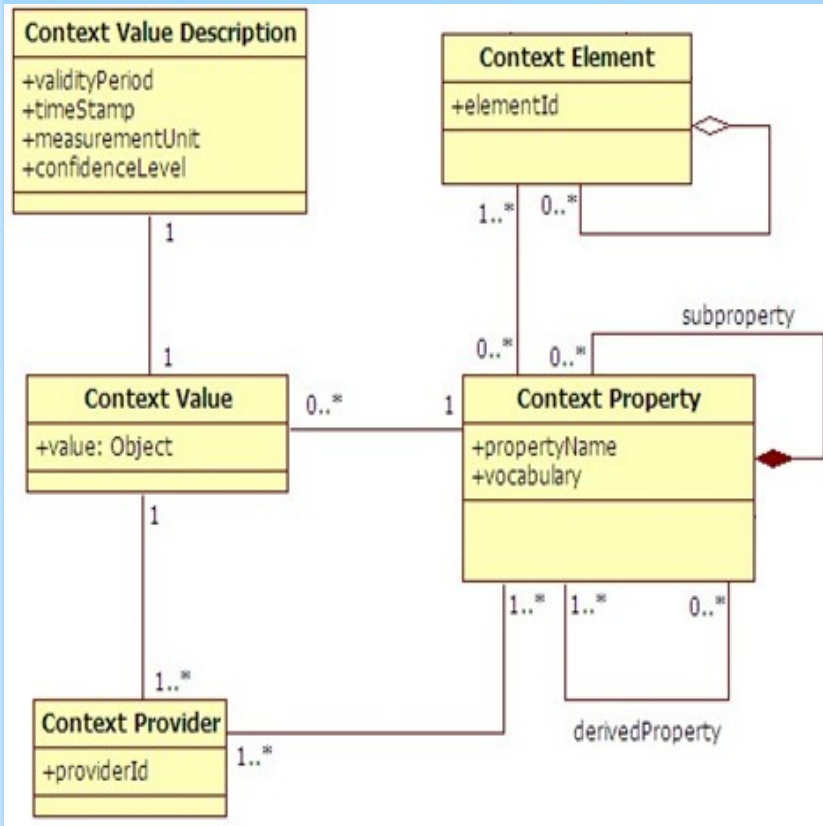 Context Value Description
+validityPeriod
+timeStamp
+measurementUnit
+confidenceLevel
Context Element
+elementId
1
1..*
0..*
subproperty
1
0..*
0..*
Context Value
+value: Object
0..*
1
Context Property
+propertyName
+vocabulary
1
1..*
1..*
0..*
1..*
Context Provider
+providerId
1..*
derivedProperty